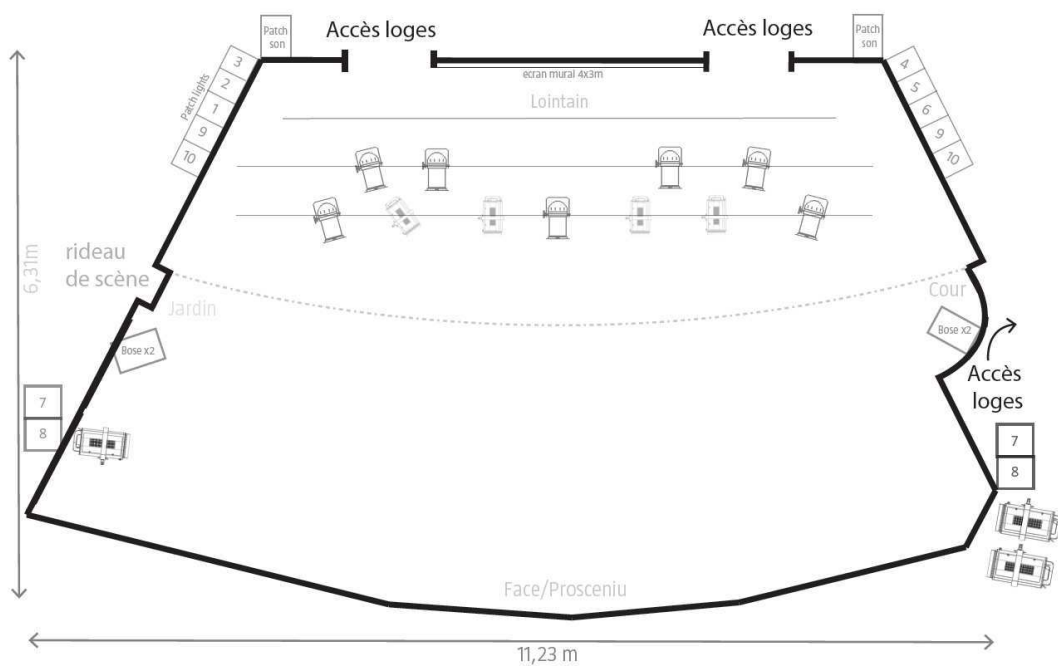 Accès loges
Accès loges
Patch
son
Patch
son
ecran mural 4x3m
Lointain
Patch lights
3
2
1
9
10
4
5
6
9
10
6,31m
rideau
de scène
Jardin
Cour
Bose x2
Bose x2
Accès
loges
7
8
7
8
Face/Prosceniu
11,23 m